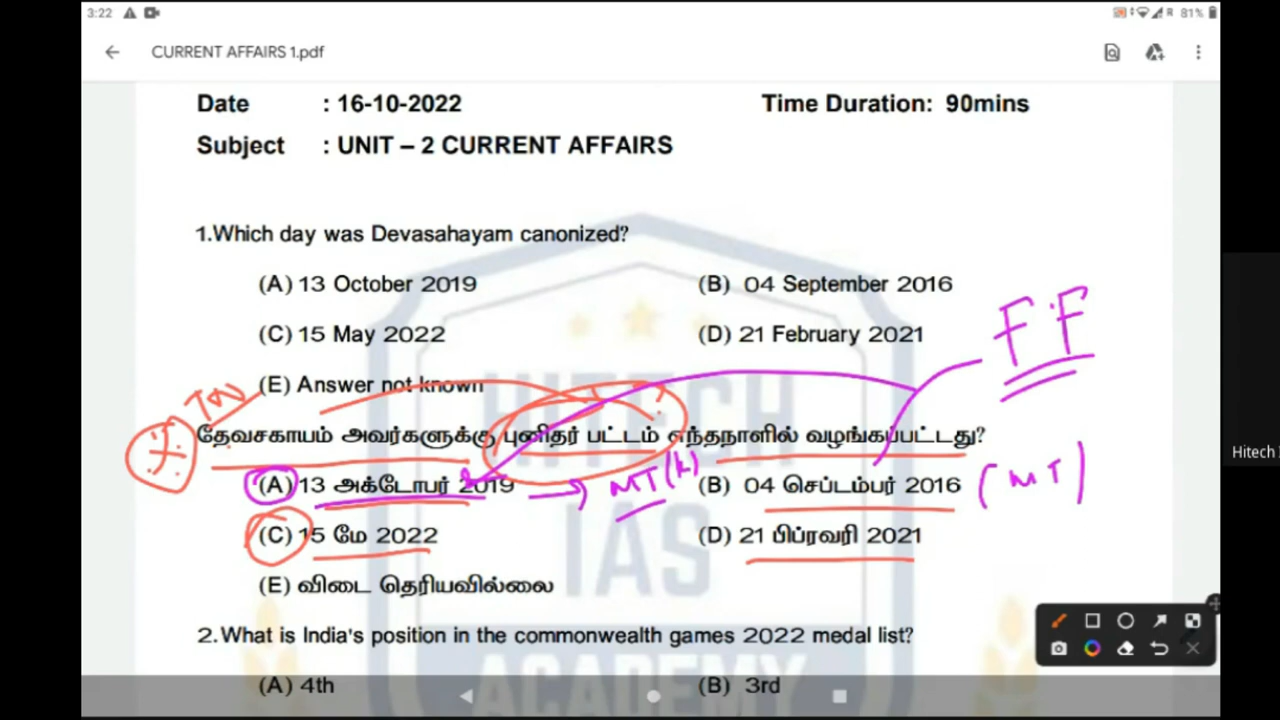 3:22
R 81%
CURRENT AFFAIRS 1.pdf
Date : 16-10-2022 Time Duration: 90mins
Subject : UNIT – 2 CURRENT AFFAIRS
1.Which day was Devasahayam canonized?
(A) 13 October 2019 (B) 04 September 2016
F.F
(C) 15 May 2022 (D) 21 February 2021
(E) Answer not known
TN
தேவசகாயம் அவர்களுக்கு புனிதர் பட்டம் எந்தநாளில் வழங்கப்பட்டது?
(A) 13 அக்டோபர் 2019 → MT(k) (B) 04 செப்டம்பர் 2016 (MT)
(C) 15 மே 2022 (D) 21 பிப்ரவரி 2021
(E) விடை தெரியவில்லை
2.What is India's position in the commonwealth games 2022 medal list?
(A) 4th (B) 3rd
HITECH
IAS
ACADEMY
Hitech